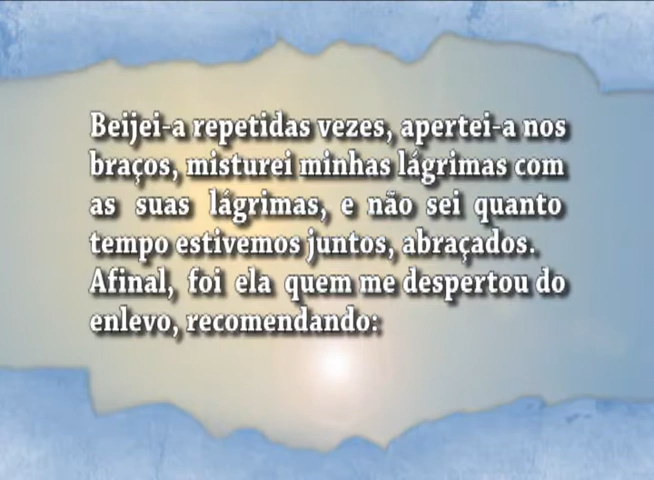 Beijei-a repetidas vezes, apertei-a nos
braços, misturei minhas lágrimas com
as suas lágrimas, e não sei quanto
tempo estivemos juntos, abraçados.
Afinal, foi ela quem me despertou do
enlevo, recomendando: